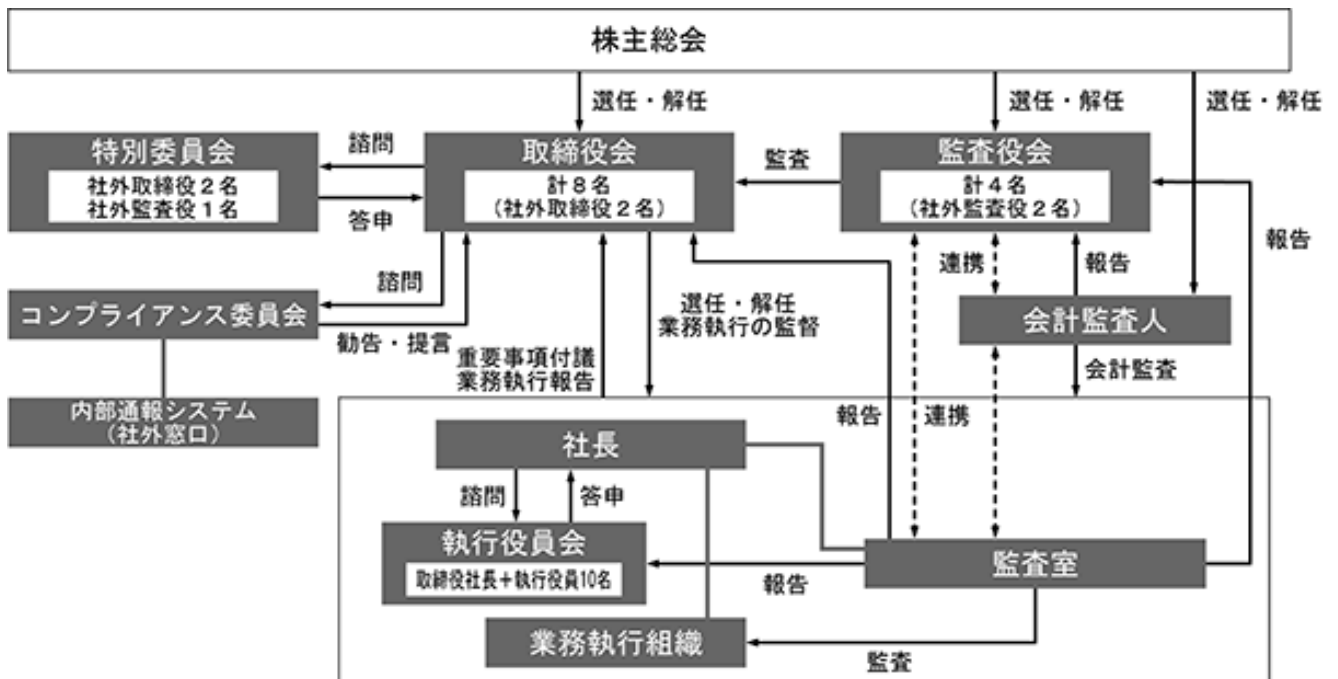 株主総会
選任・解任
選任・解任
選任・解任
特別委員会
社外取締役2名
社外監査役1名
諮問
答申
取締役会
計8名
(社外取締役2名)
監査
監査役会
計4名
(社外監査役2名)
報告
連携
報告
諮問
コンプライアンス委員会
勧告・提言
選任・解任
業務執行の監督
会計監査人
重要事項付議
業務執行報告
会計監査
内部通報システム
(社外窓口)
報告
連携
社長
諮問
答申
執行役員会
取締役社長+執行役員10名
監査室
報告
業務執行組織
監査